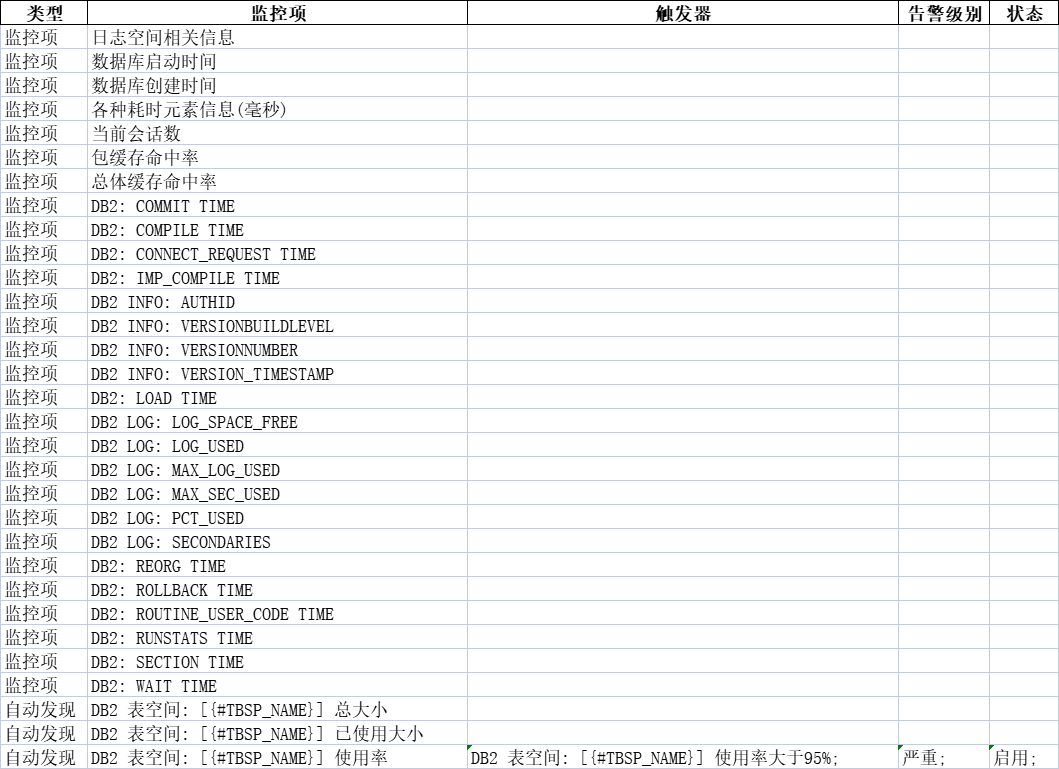 类型 监控项 触发器 告警级别 状态
监控项 日志空间相关信息
监控项 数据库启动时间
监控项 数据库创建时间
监控项 各种耗时元素信息(毫秒)
监控项 当前会话数
监控项 包缓存命中率
监控项 总体缓存命中率
监控项 DB2: COMMIT TIME
监控项 DB2: COMPILE TIME
监控项 DB2: CONNECT_REQUEST TIME
监控项 DB2: IMP_COMPILE TIME
监控项 DB2 INFO: AUTHID
监控项 DB2 INFO: VERSIONBUILDLEVEL
监控项 DB2 INFO: VERSIONNUMBER
监控项 DB2 INFO: VERSION_TIMESTAMP
监控项 DB2: LOAD TIME
监控项 DB2 LOG: LOG_SPACE_FREE
监控项 DB2 LOG: LOG_USED
监控项 DB2 LOG: MAX_LOG_USED
监控项 DB2 LOG: MAX_SEC_USED
监控项 DB2 LOG: PCT_USED
监控项 DB2 LOG: SECONDARIES
监控项 DB2: REORG TIME
监控项 DB2: ROLLBACK TIME
监控项 DB2: ROUTINE_USER_CODE TIME
监控项 DB2: RUNSTATS TIME
监控项 DB2: SECTION TIME
监控项 DB2: WAIT TIME
自动发现 DB2 表空间: [{#TBSP_NAME}] 总大小
自动发现 DB2 表空间: [{#TBSP_NAME}] 已使用大小
自动发现 DB2 表空间: [{#TBSP_NAME}] 使用率 DB2 表空间: [{#TBSP_NAME}] 使用率大于95%; 严重; 启用;